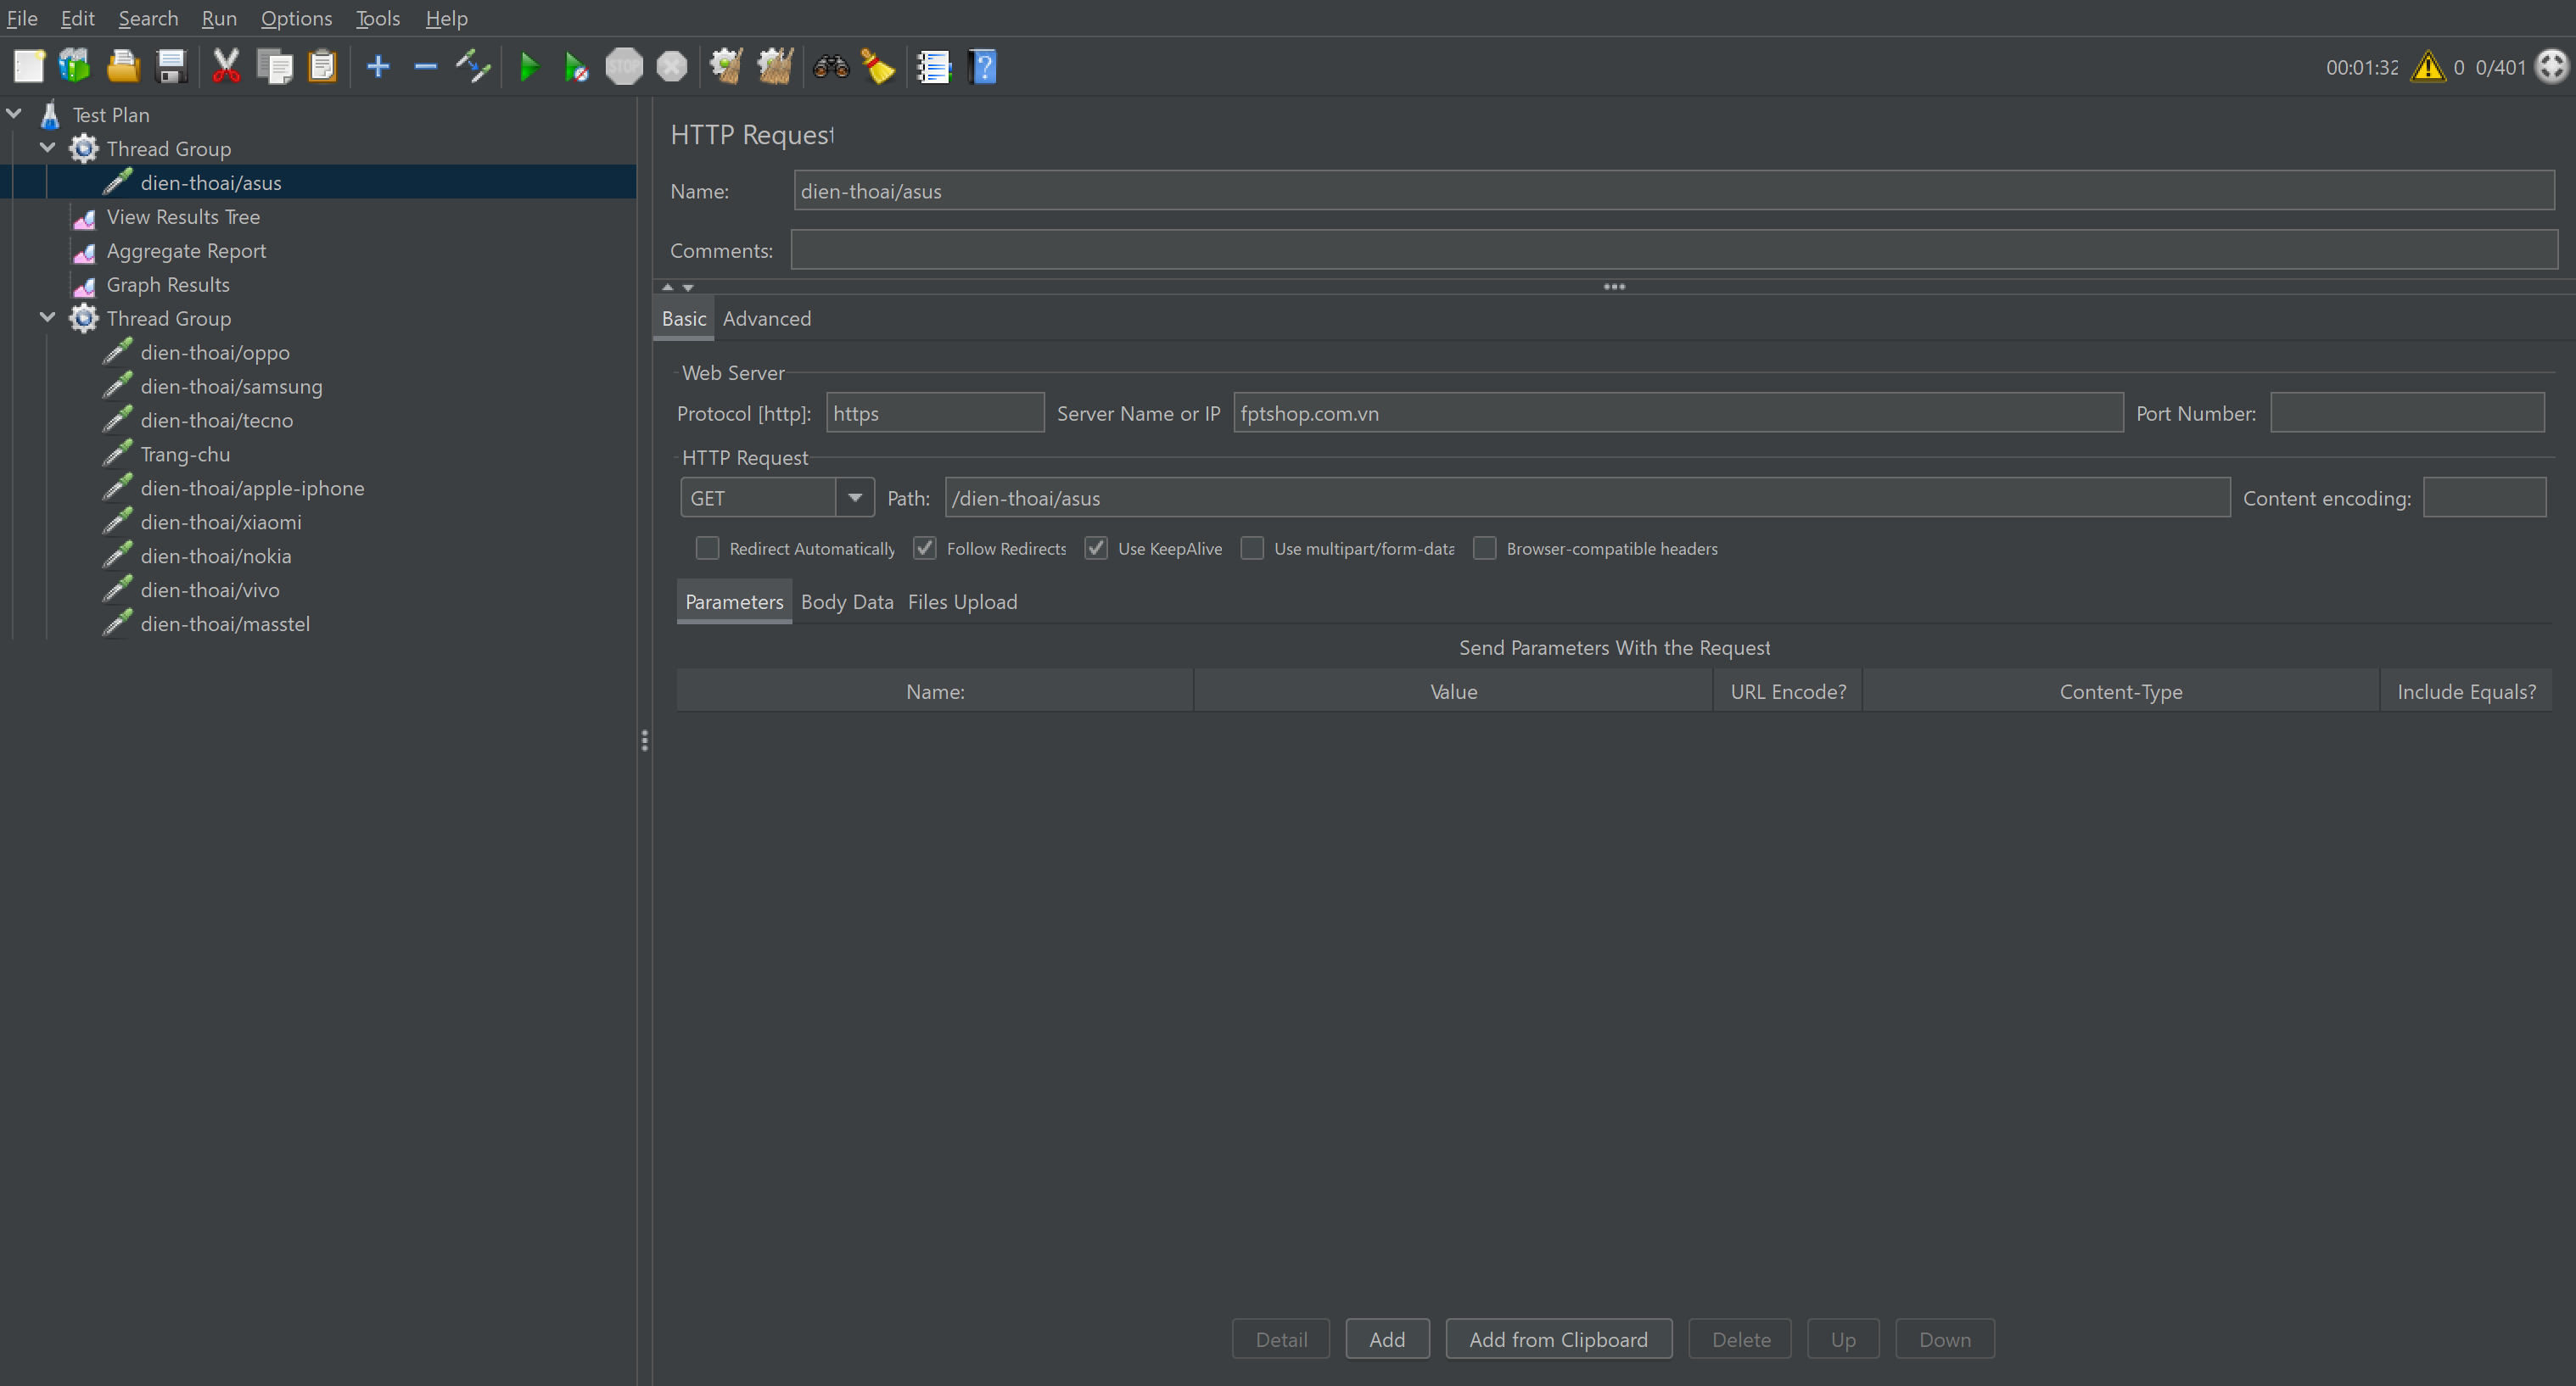 File Edit Search Run Options Tools Help
STOP
00:01:32 0 0/401
Test Plan
Thread Group
dien-thoai/asus
View Results Tree
Aggregate Report
Graph Results
Thread Group
dien-thoai/oppo
dien-thoai/samsung
dien-thoai/tecno
Trang-chu
dien-thoai/apple-iphone
dien-thoai/xiaomi
dien-thoai/nokia
dien-thoai/vivo
dien-thoai/masstel
HTTP Request
Name: dien-thoai/asus
Comments:
Basic Advanced
Web Server
Protocol [http]: https Server Name or IP fptshop.com.vn Port Number:
HTTP Request
GET Path: /dien-thoai/asus Content encoding:
Redirect Automatically Follow Redirects Use KeepAlive Use multipart/form-data Browser-compatible headers
Parameters Body Data Files Upload
Send Parameters With the Request
Name: Value URL Encode? Content-Type Include Equals?
Detail Add Add from Clipboard Delete Up Down